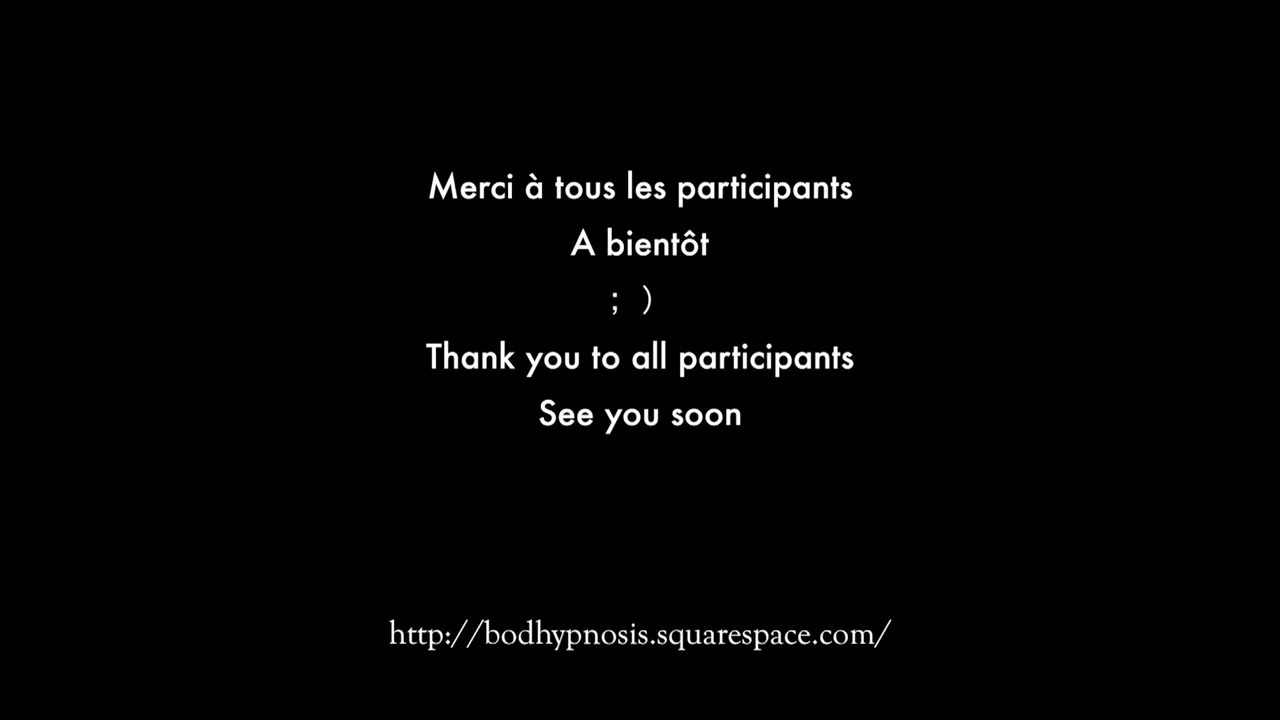 Merci à tous les participants
A bientôt
; )
Thank you to all participants
See you soon
http://bodhypnosis.squarespace.com/